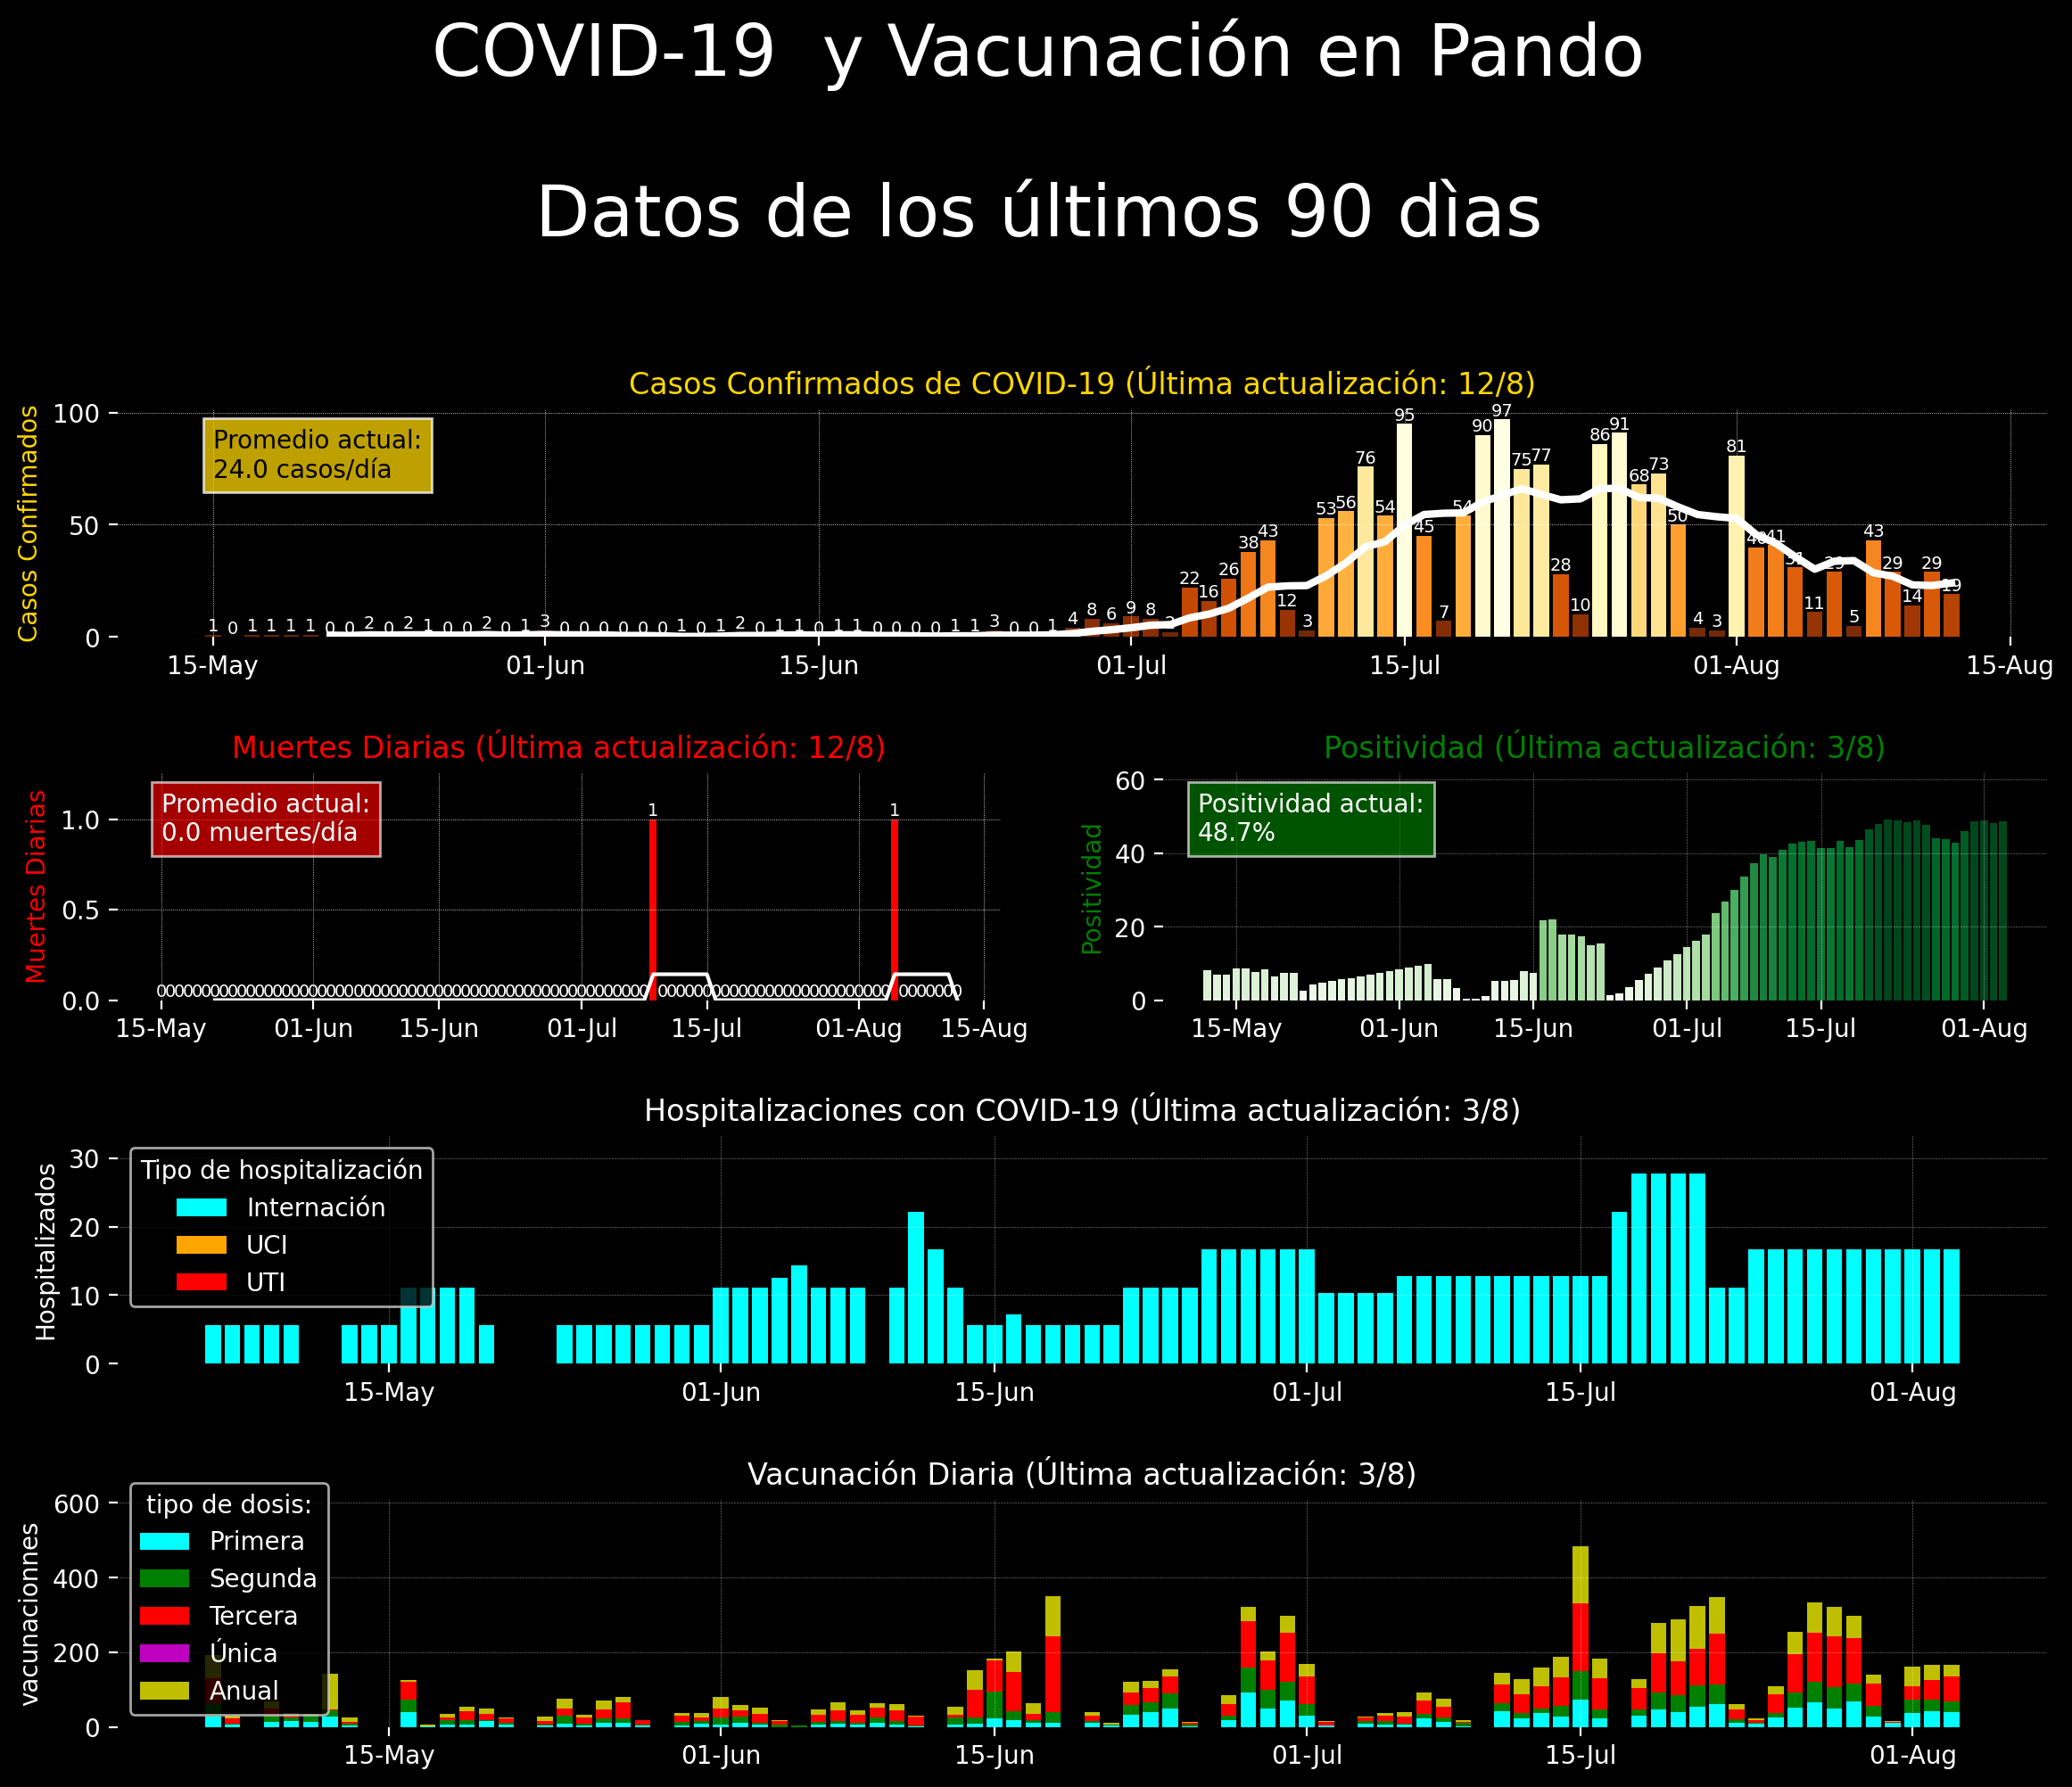 COVID-19  y Vacunación en Pando
Datos de los últimos 90 dìas
Casos Confirmados de COVID-19 (Última actualización: 12/8)
Casos Confirmados
100
50
0
Promedio actual:
24.0 casos/día
1 0 1 1 1 1 0 0 2 0 2 1 0 0 2 0 1 3 0 0 0 0 0 0 1 0 1 2 0 1 1 0 1 1 0 0 0 0 1 1 3 0 0 1 4 8 6 9 8 2 22 16 26 38 43 12 3 53 56 76 54 95 45 7 54 90 97 75 77 28 10 86 91 68 73 50 4 3 81 40 41 31 11 29 5 43 29 14 29 19
15-May 01-Jun 15-Jun 01-Jul 15-Jul 01-Aug 15-Aug
Muertes Diarias (Última actualización: 12/8)
Muertes Diarias
1.0
0.5
0.0
Promedio actual:
0.0 muertes/día
1 1
15-May 01-Jun 15-Jun 01-Jul 15-Jul 01-Aug 15-Aug
Positividad (Última actualización: 3/8)
Positividad
60
40
20
0
Positividad actual:
48.7%
15-May 01-Jun 15-Jun 01-Jul 15-Jul 01-Aug
Hospitalizaciones con COVID-19 (Última actualización: 3/8)
Hospitalizados
30
20
10
0
Tipo de hospitalización
Internación
UCI
UTI
15-May 01-Jun 15-Jun 01-Jul 15-Jul 01-Aug
Vacunación Diaria (Última actualización: 3/8)
vacunaciones
600
400
200
0
tipo de dosis:
Primera
Segunda
Tercera
Única
Anual
15-May 01-Jun 15-Jun 01-Jul 15-Jul 01-Aug